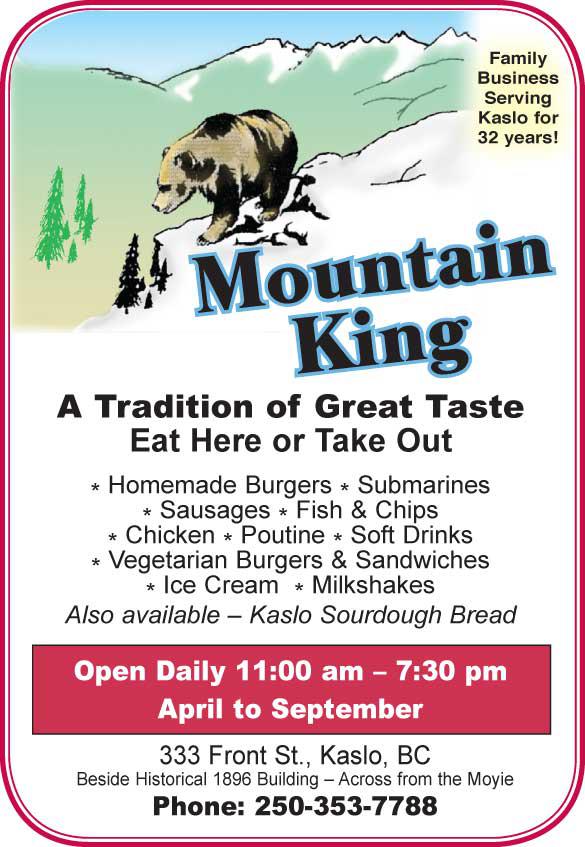 Family
Business
Serving
Kaslo for
32 years!
Mountain
King
A Tradition of Great Taste
Eat Here or Take Out
* Homemade Burgers * Submarines
* Sausages * Fish & Chips
* Chicken * Poutine * Soft Drinks
* Vegetarian Burgers & Sandwiches
* Ice Cream * Milkshakes
Also available – Kaslo Sourdough Bread
Open Daily 11:00 am – 7:30 pm
April to September
333 Front St., Kaslo, BC
Beside Historical 1896 Building – Across from the Moyie
Phone: 250-353-7788